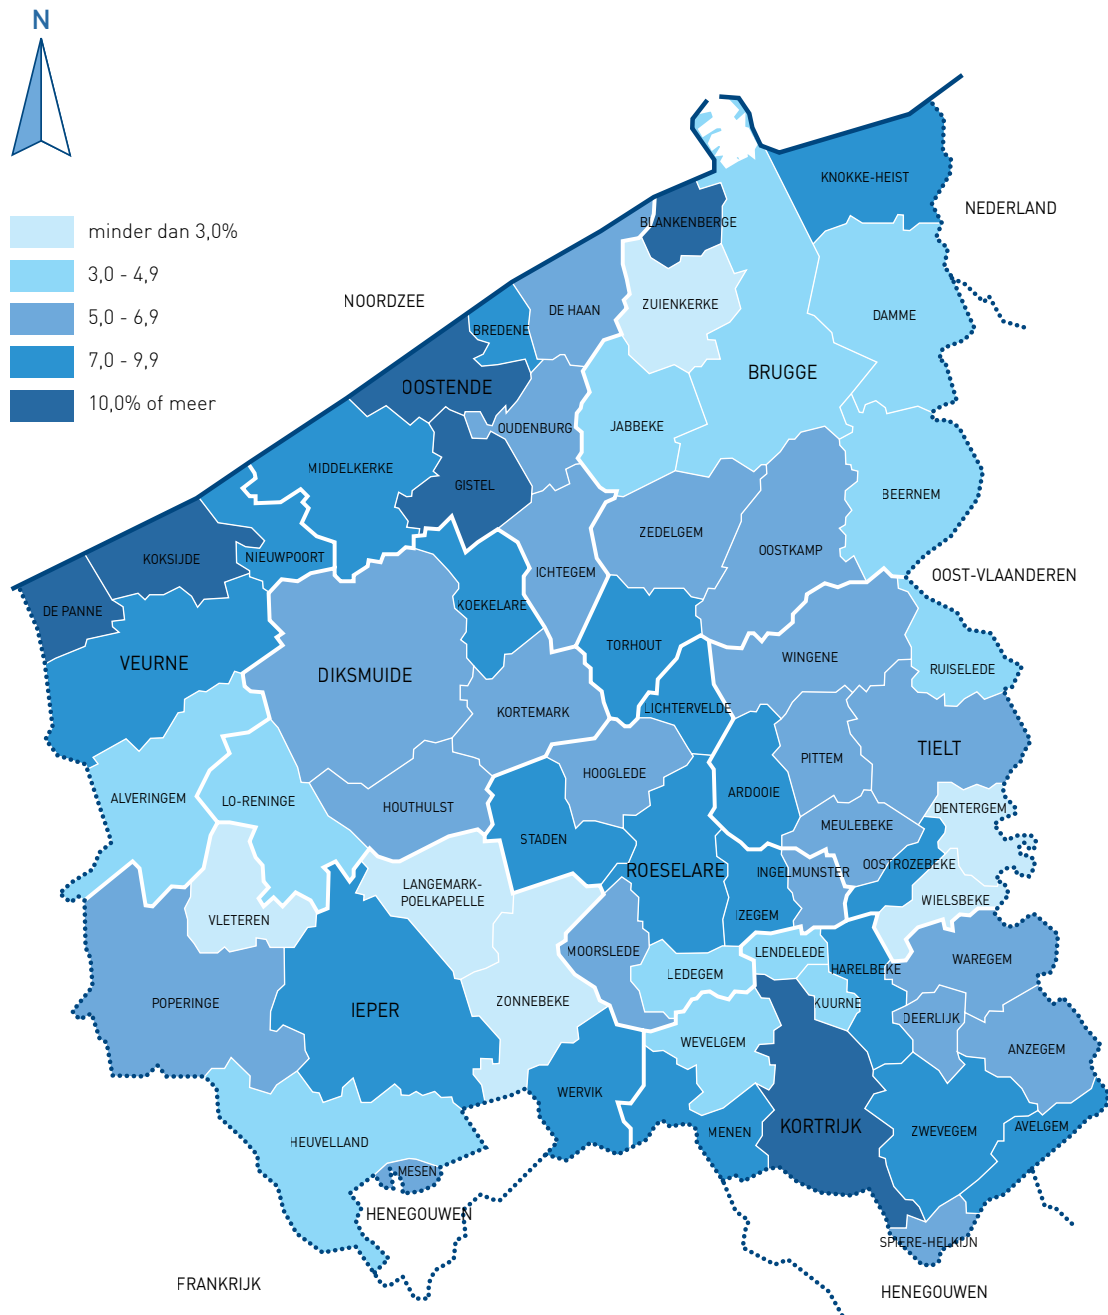 N
KNOKKE-HEIST
NEDERLAND
BLANKENBERGE
minder dan 3,0%
3,0 - 4,9
5,0 - 6,9
7,0 - 9,9
10,0% of meer
NOORDZEE
ZUIENKERKE
DE HAAN
DAMME
BREDENE
BRUGGE
OOSTENDE
OUDENBURG
JABBEKE
MIDDELKERKE
GISTEL
BEERNEM
ZEDELGEM
OOSTKAMP
KOKSIJDE
NIEUWPOORT
ICHTEGEM
OOST-VLAANDEREN
DE PANNE
KOEKELARE
VEURNE
TORHOUT
WINGENE
RUISELEDE
DIKSMUIDE
KORTEMARK
LICHTERVELDE
TIELT
PITTEM
HOOGLEDE
ARDOOIE
ALVERINGEM
LO-RENINGE
HOUTHULST
DENTERGEM
MEULEBEKE
STADEN
OOSTROZEBEKE
ROESELARE
INGELMUNSTER
LANGEMARK-
POELKAPELLE
WIELSBEKE
VLETEREN
IZEGEM
MOORSLEDE
LENDELEDE
WAREGEM
LEDEGEM
HARELBEKE
POPERINGE
IEPER
ZONNEBEKE
KUURNE
DEERLIJK
WEVELGEM
ANZEGEM
WERVIK
MENEN
KORTRIJK
ZWEVEGEM
AVELGEM
HEUVELLAND
MESEN
HENEGOUWEN
SPIERE-HELKIJN
FRANKRIJK
HENEGOUWEN